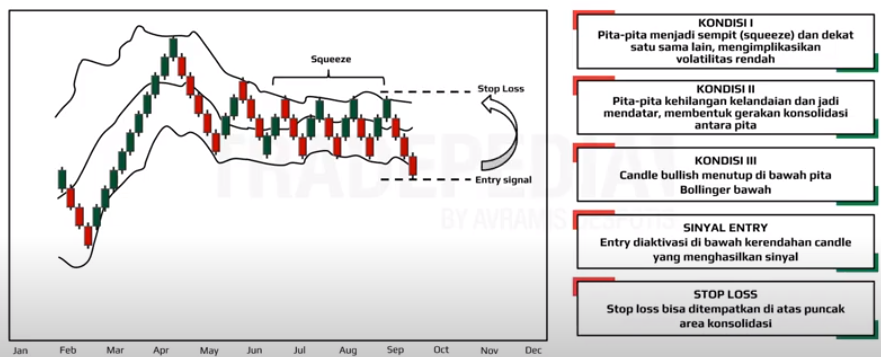 Squeeze
Stop Loss
Entry signal
Jan Feb Mar Apr May Jun Jul Aug Sep Oct Nov Dec
KONDISI I
Pita-pita menjadi sempit (squeeze) dan dekat
satu sama lain, mengimplikasikan
volatilitas rendah
KONDISI II
Pita-pita kehilangan kelandaian dan jadi
mendatar, membentuk gerakan konsolidasi
antara pita
KONDISI III
Candle bullish menutup di bawah pita
Bollinger bawah
SINYAL ENTRY
Entry diaktivasi di bawah kerendahan candle
yang menghasilkan sinyal
STOP LOSS
Stop loss bisa ditempatkan di atas puncak
area konsolidasi